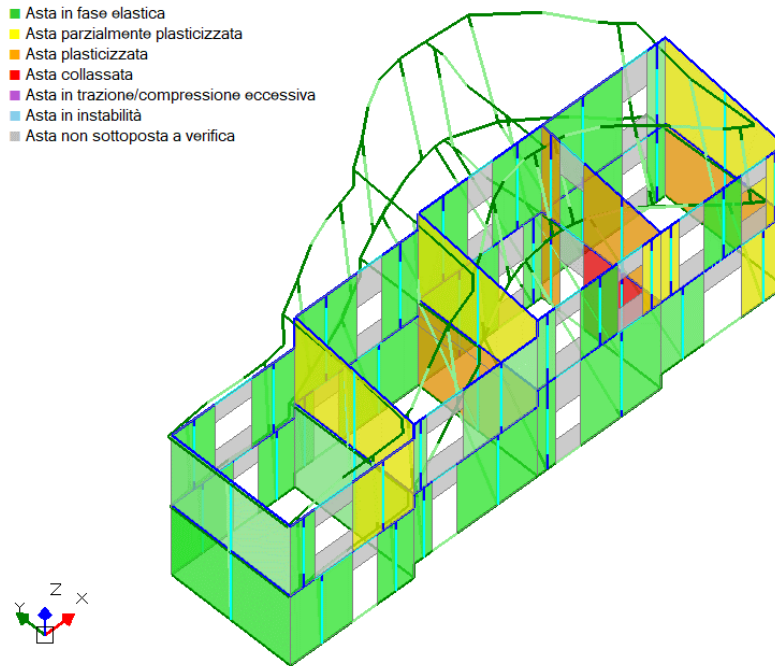 Asta in fase elastica
Asta parzialmente plasticizzata
Asta plasticizzata
Asta collassata
Asta in trazione/compressione eccessiva
Asta in instabilità
Asta non sottoposta a verifica
Z
Y
X